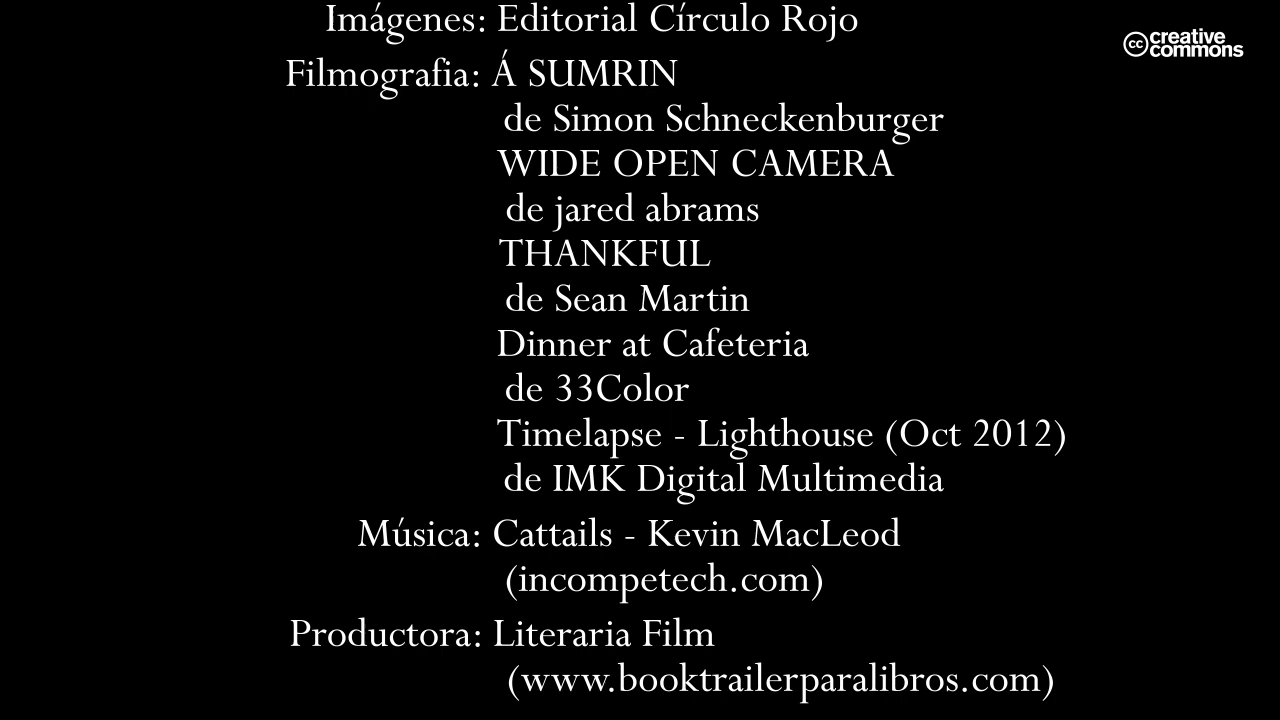 Imágenes: Editorial Círculo Rojo
creative commons
cc
Filmografia: Á SUMRIN
de Simon Schneckenburger
WIDE OPEN CAMERA
de jared abrams
THANKFUL
de Sean Martin
Dinner at Cafeteria
de 33Color
Timelapse - Lighthouse (Oct 2012)
de IMK Digital Multimedia
Música: Cattails - Kevin MacLeod
(incompetech.com)
Productora: Literaria Film
(www.booktrailerparalibros.com)